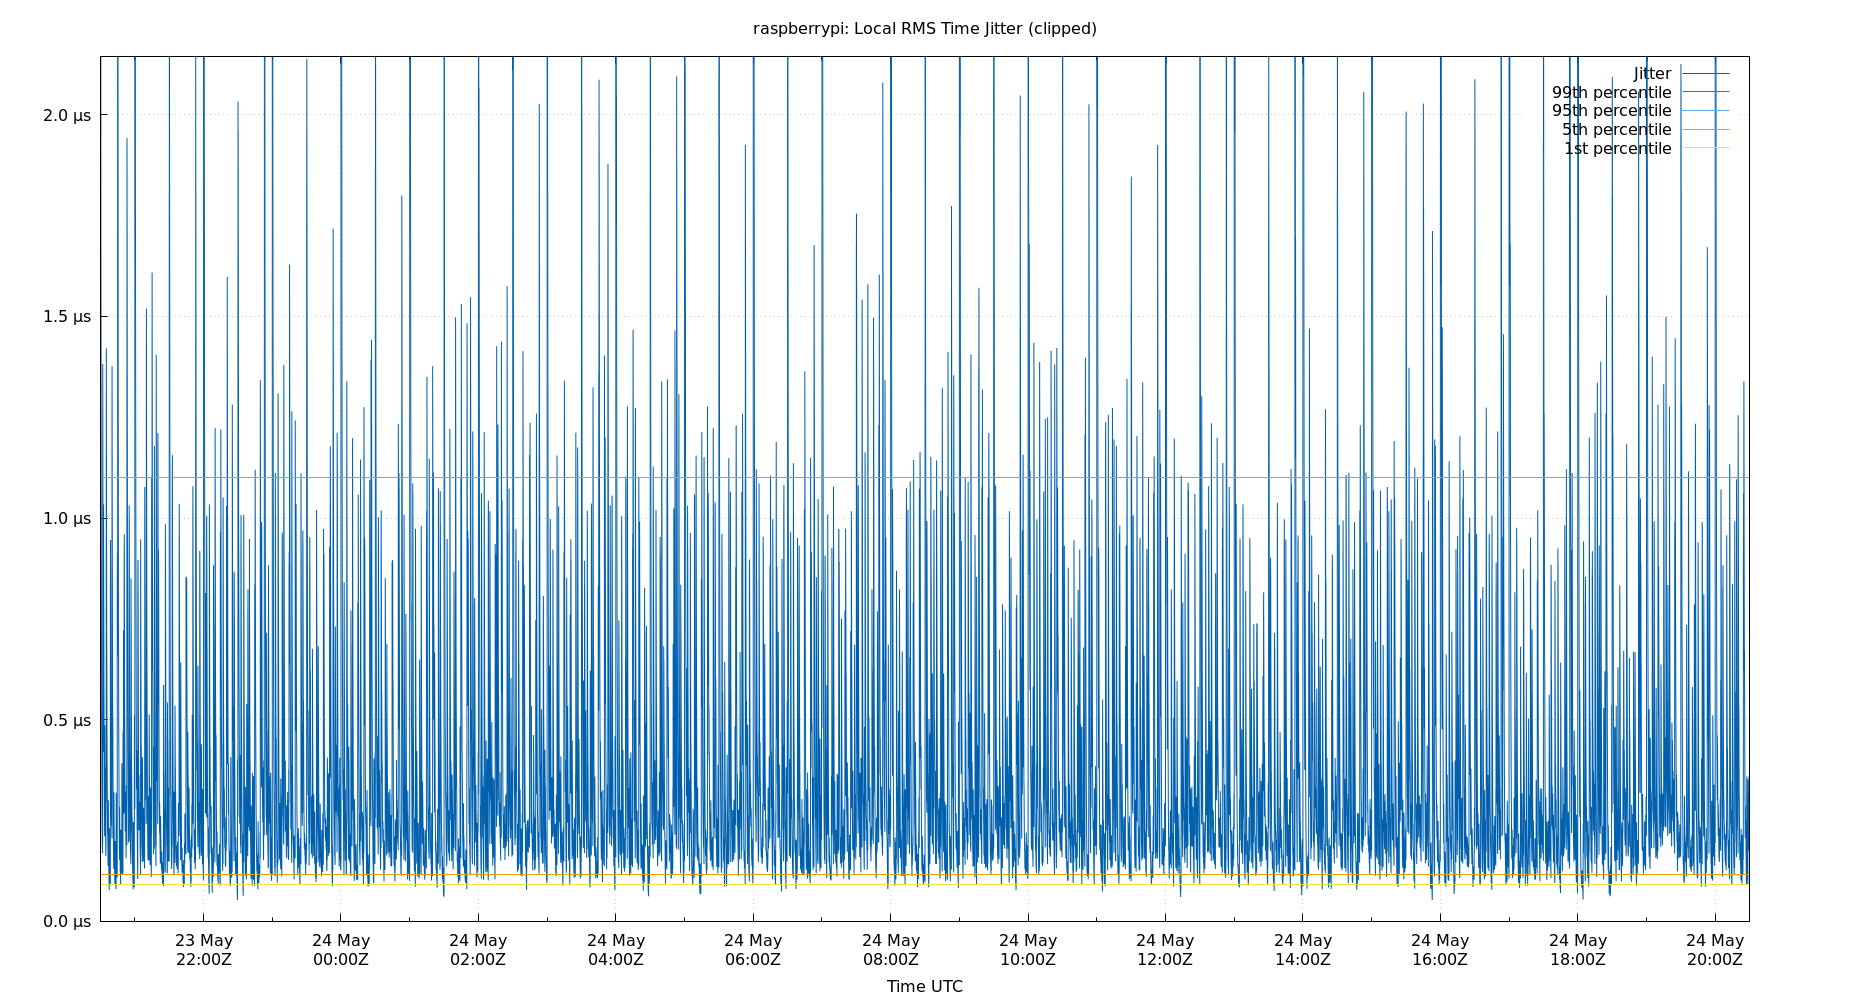 raspberrypi: Local RMS Time Jitter (clipped)
Jitter
99th percentile
95th percentile
5th percentile
1st percentile
2.0 µs
1.5 µs
1.0 µs
0.5 µs
0.0 µs
23 May 24 May 24 May 24 May 24 May 24 May 24 May 24 May 24 May 24 May 24 May 24 May
22:00Z 00:00Z 02:00Z 04:00Z 06:00Z 08:00Z 10:00Z 12:00Z 14:00Z 16:00Z 18:00Z 20:00Z
Time UTC